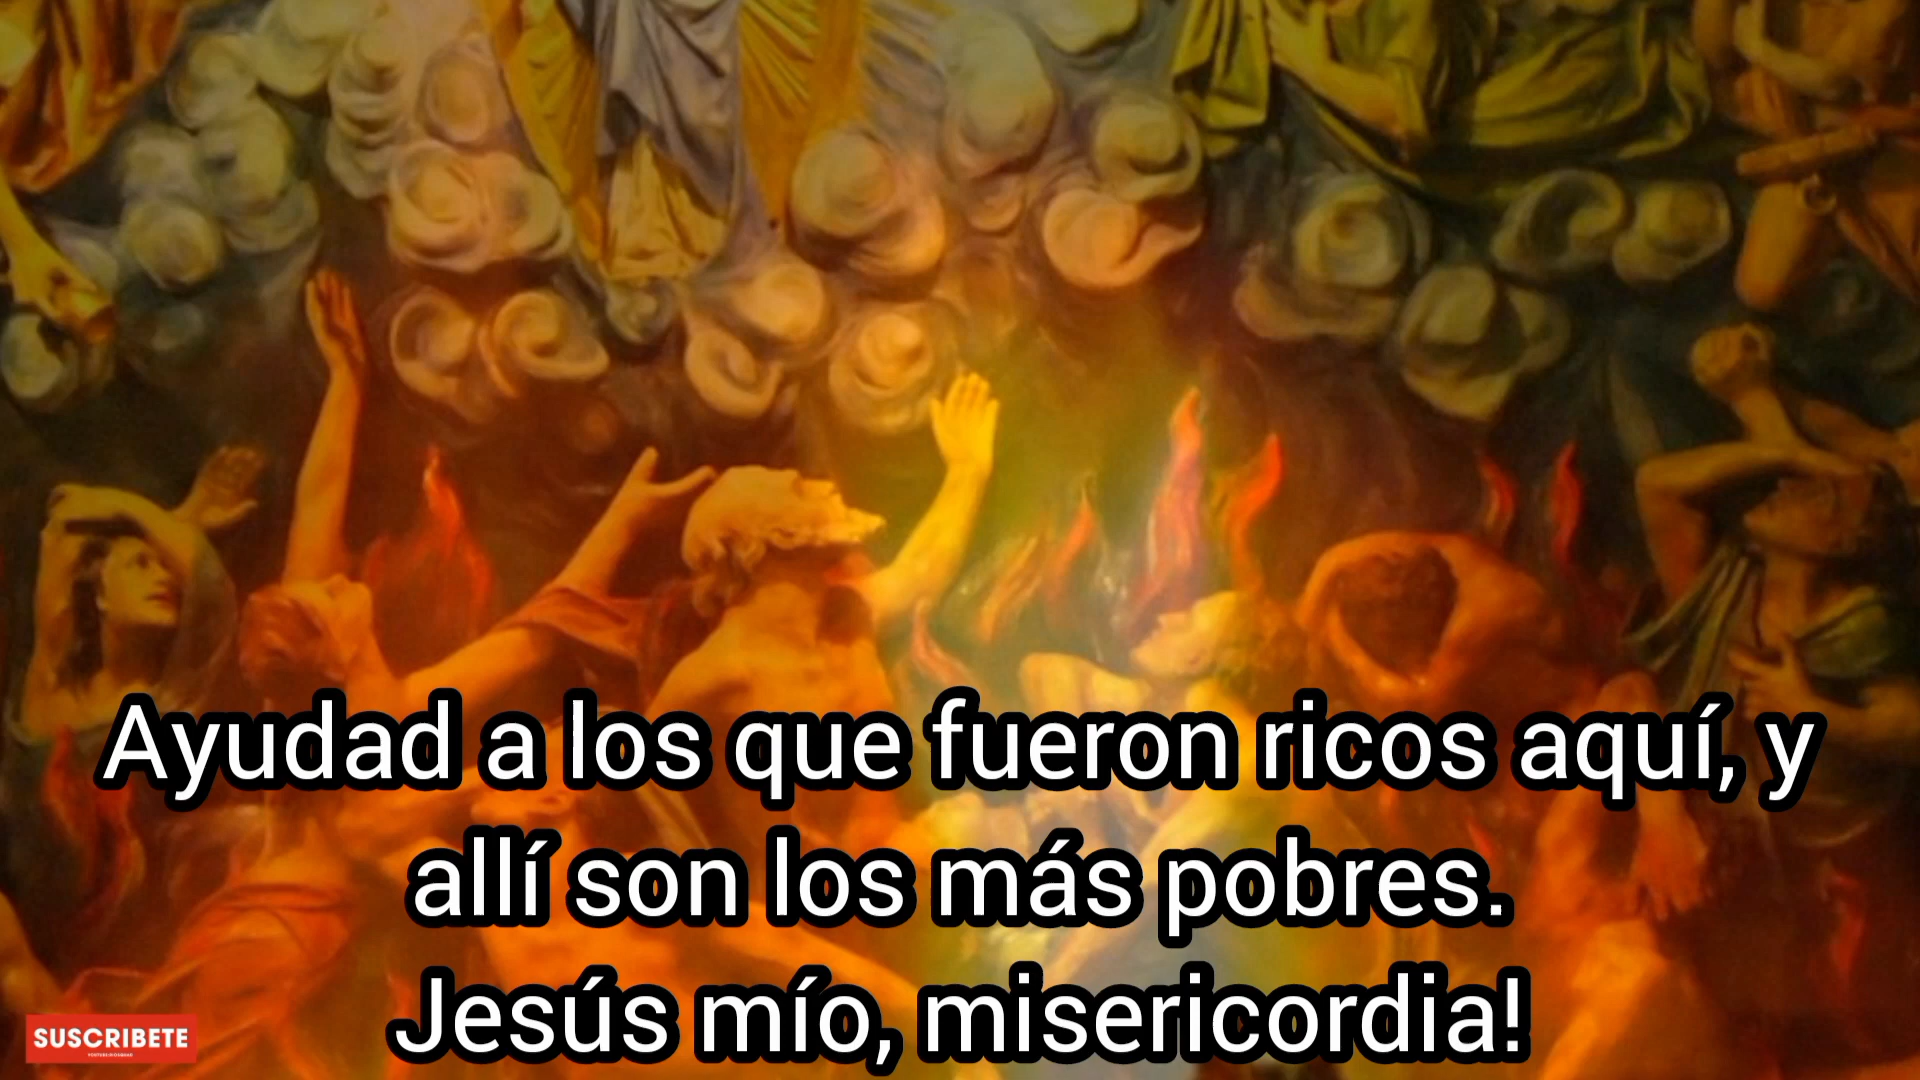 Ayudad a los que fueron ricos aquí, y
allí son los más pobres.
Jesús mío, misericordia!
SUSCRIBETE